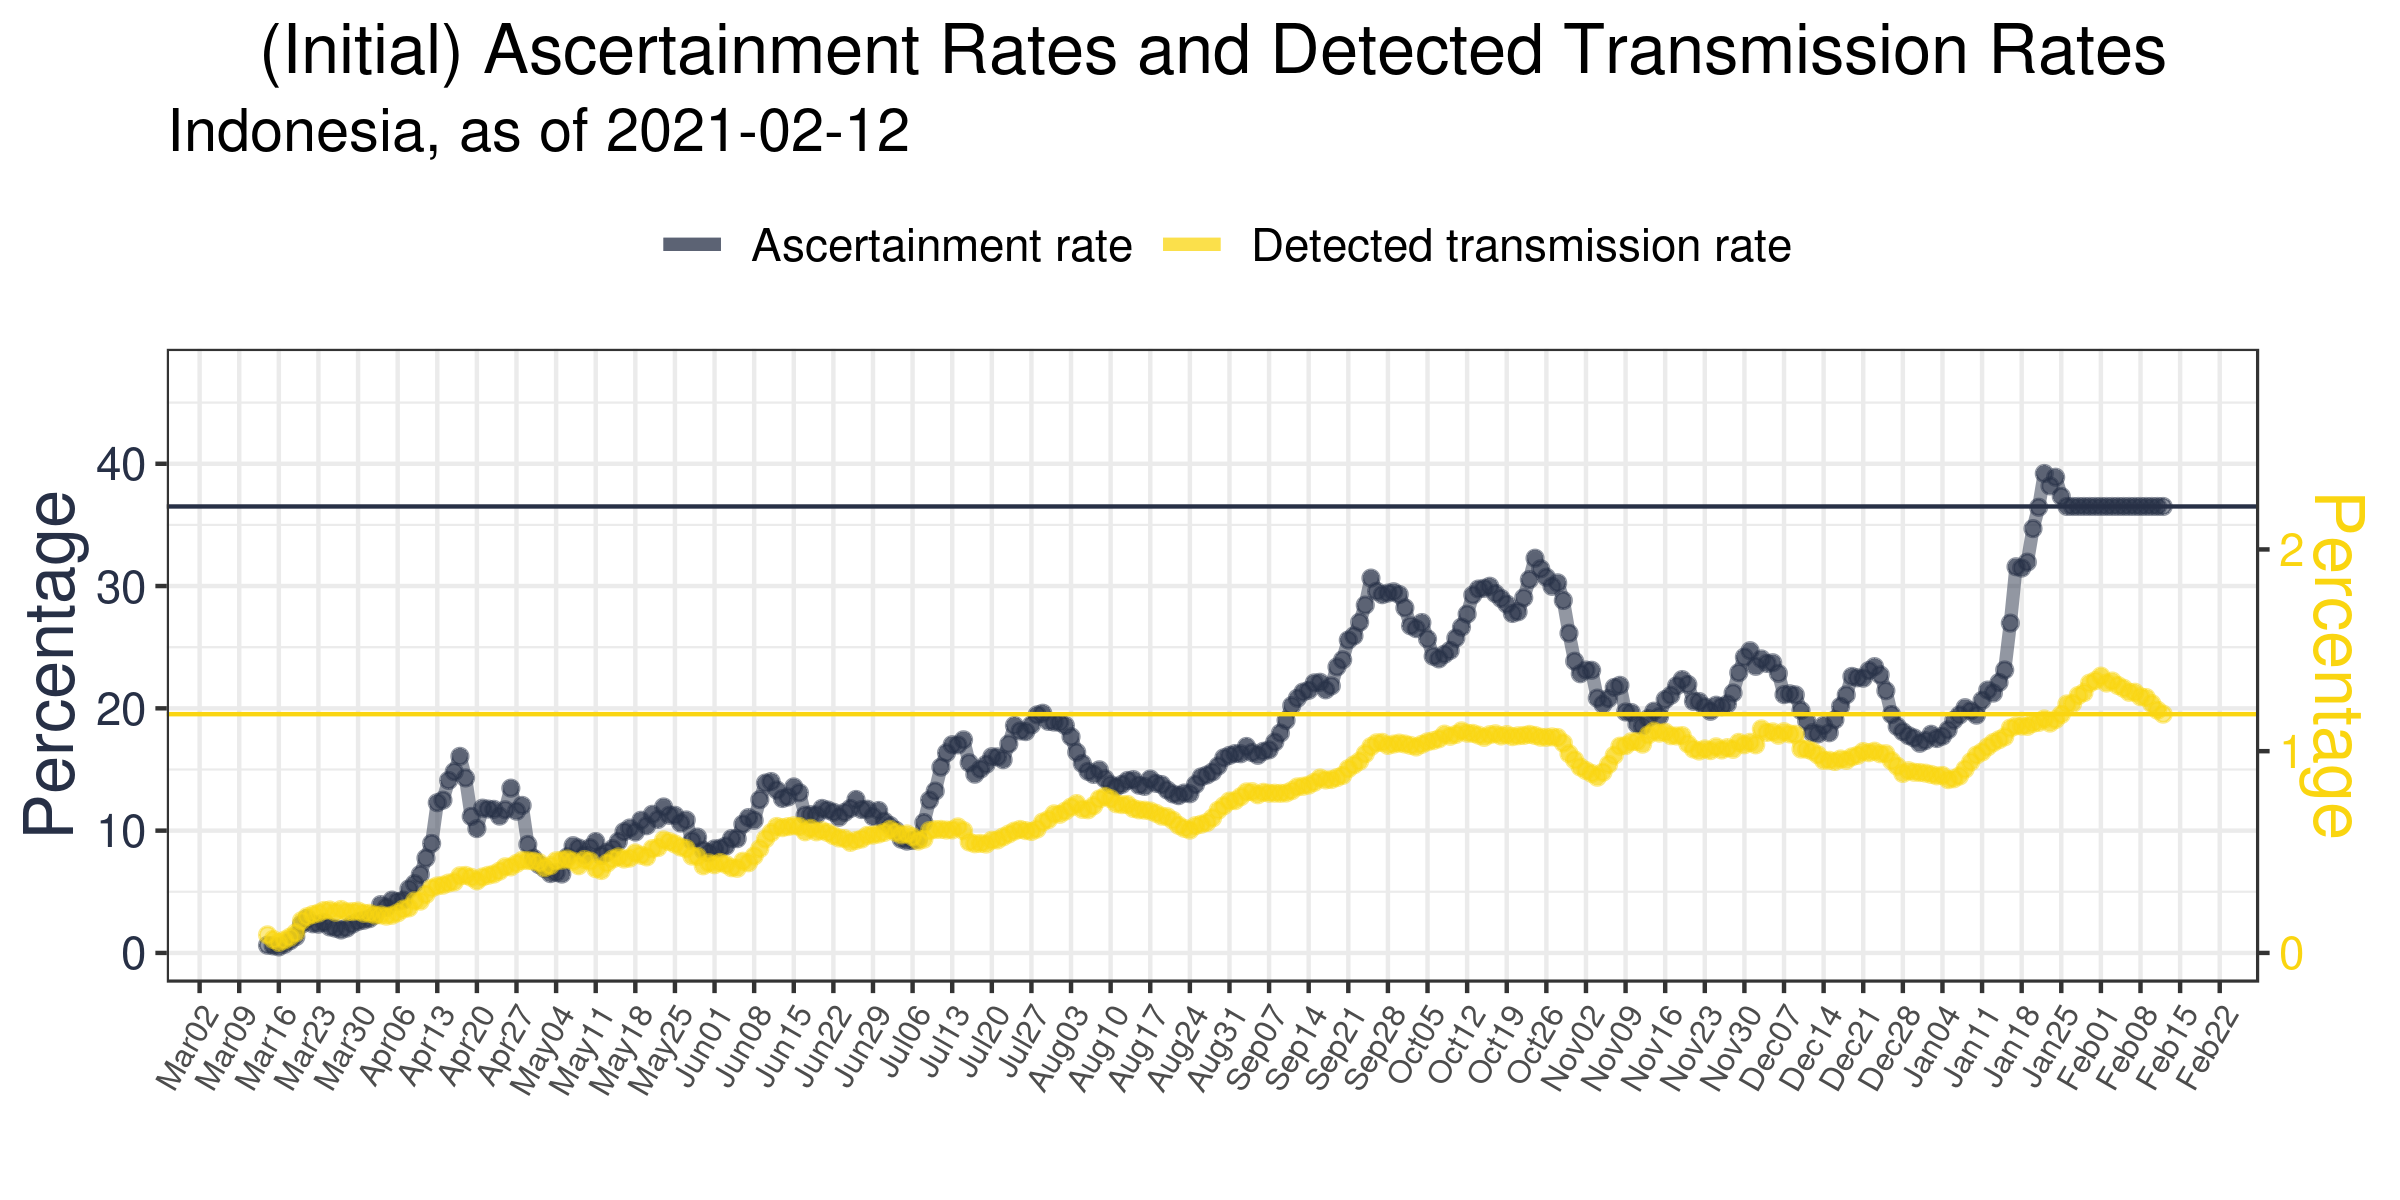 (Initial) Ascertainment Rates and Detected Transmission Rates
Indonesia, as of 2021-02-12
Ascertainment rate Detected transmission rate
Percentage
40
30
20
10
0
Percentage
2
1
0
Mar02 Mar09 Mar16 Mar23 Mar30 Apr06 Apr13 Apr20 Apr27 May04 May11 May18 May25 Jun01 Jun08 Jun15 Jun22 Jun29 Jul06 Jul13 Jul20 Jul27 Aug03 Aug10 Aug17 Aug24 Aug31 Sep07 Sep14 Sep21 Sep28 Oct05 Oct12 Oct19 Oct26 Nov02 Nov09 Nov16 Nov23 Nov30 Dec07 Dec14 Dec21 Dec28 Jan04 Jan11 Jan18 Jan25 Feb01 Feb08 Feb15 Feb22